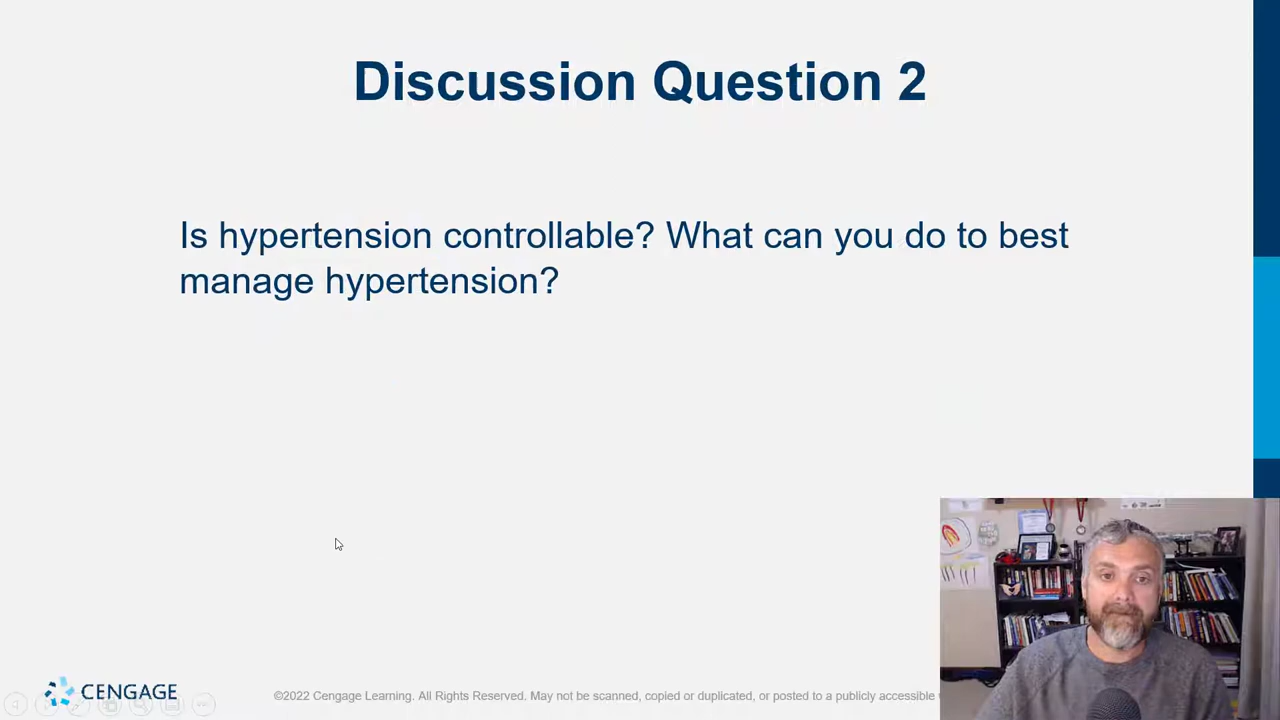 Discussion Question 2
Is hypertension controllable? What can you do to best
manage hypertension?
CENGAGE
©2022 Cengage Learning. All Rights Reserved. May not be scanned, copied or duplicated, or posted to a publicly accessible